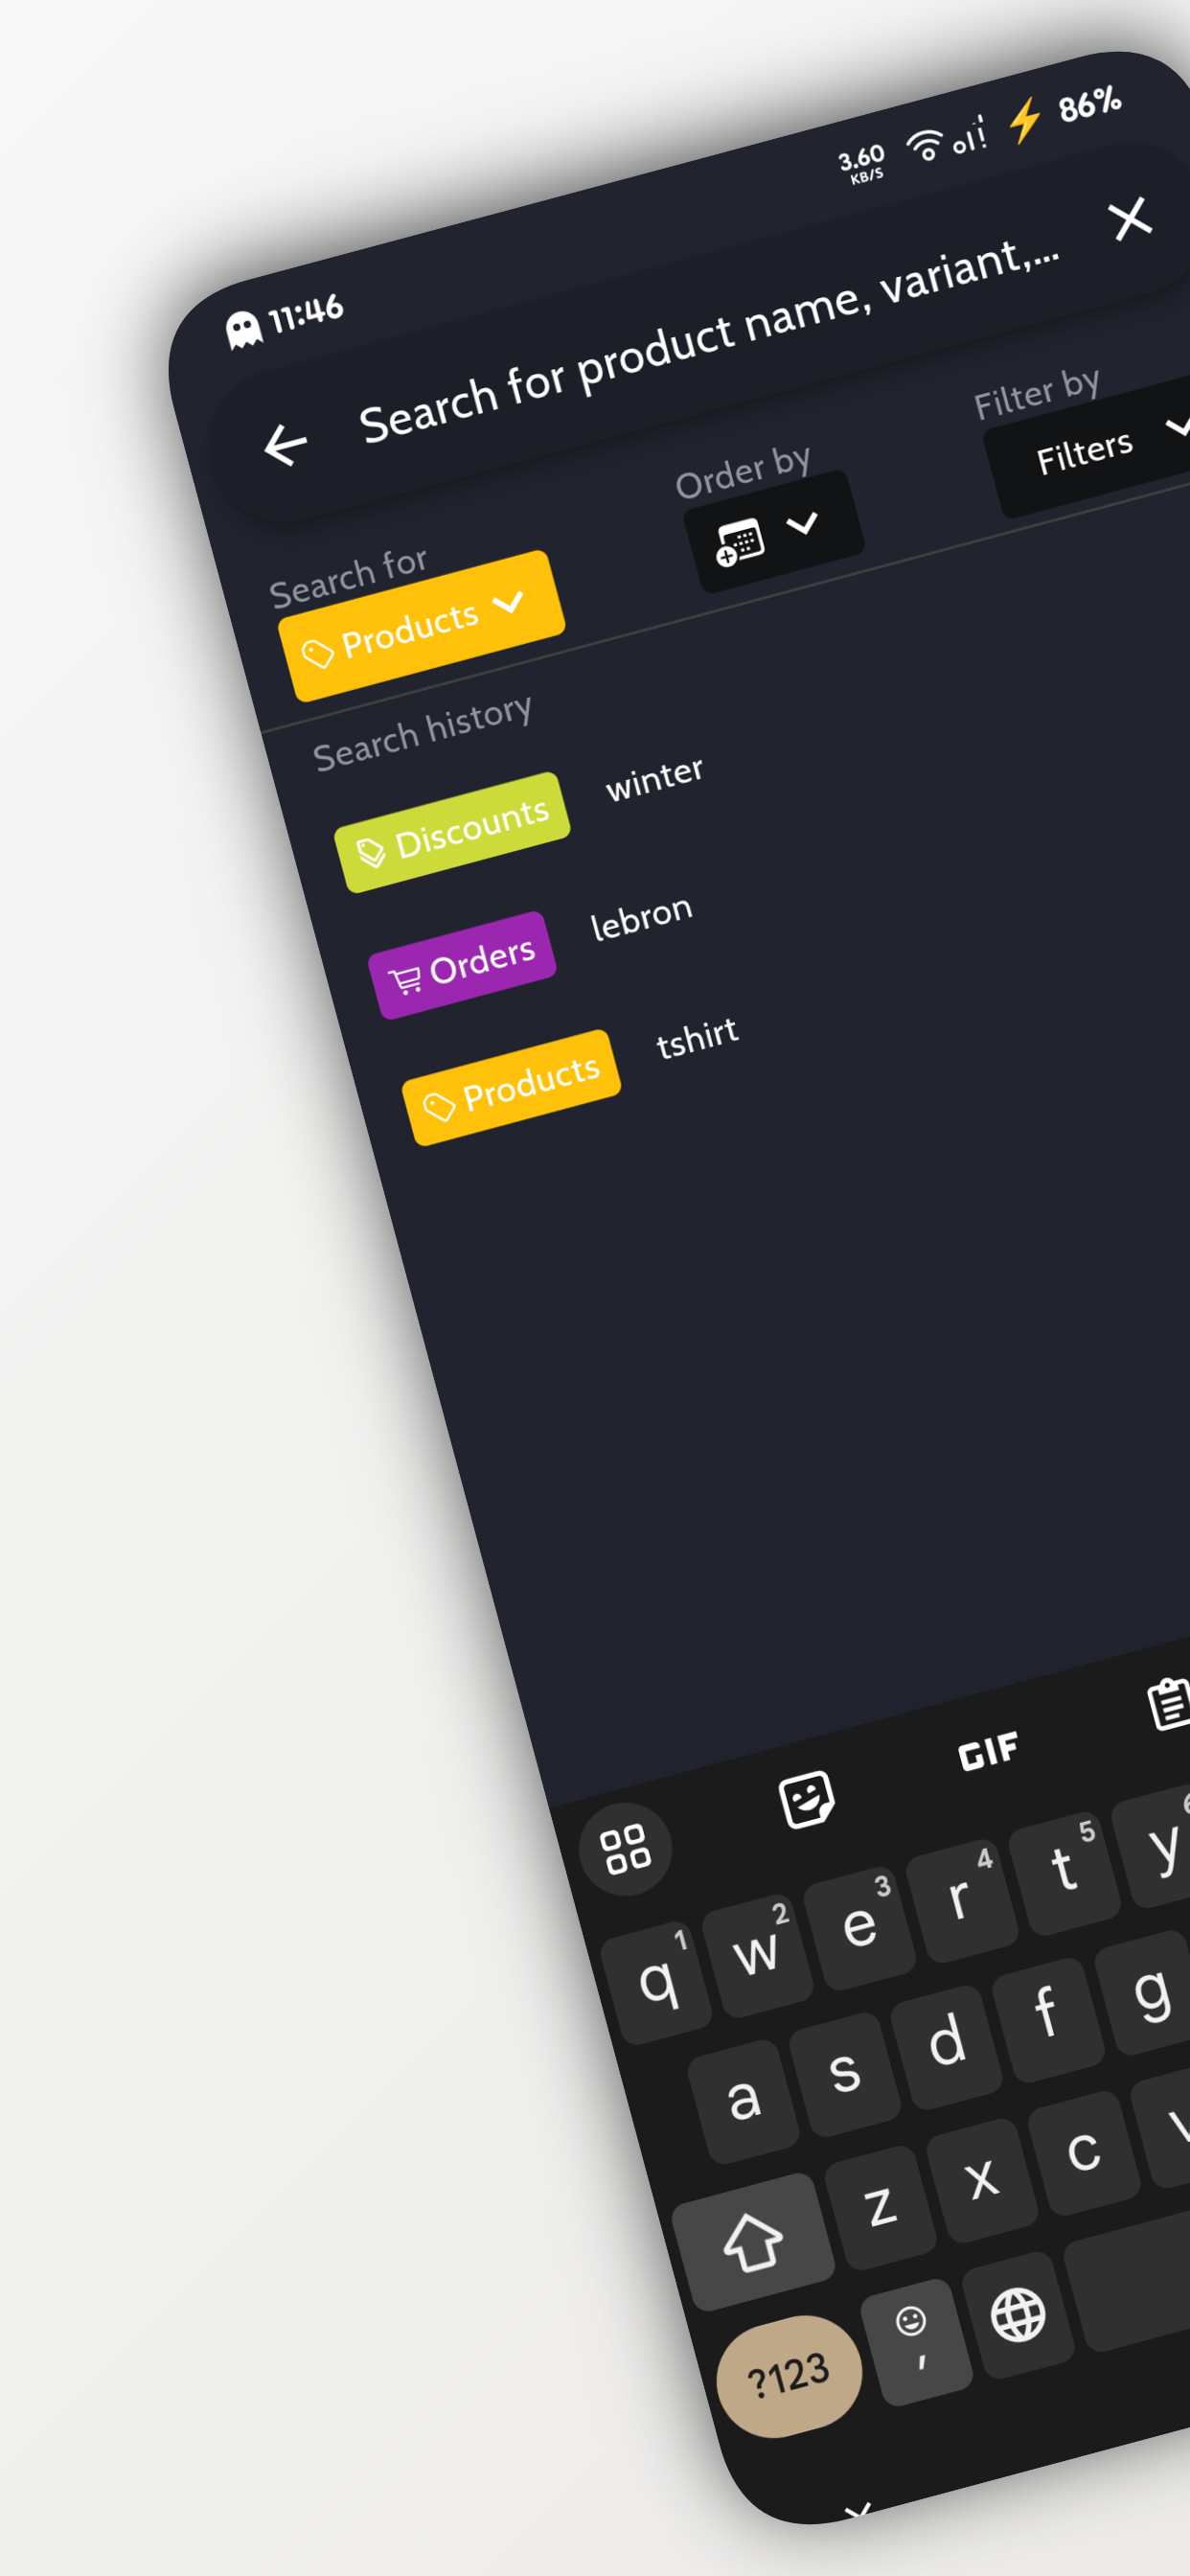 11:46 3.60 KB/S 86%
Search for product name, variant,...
Search for Order by Filter by
Products Filters
Search history
Discounts winter
Orders lebron
Products tshirt
GIF
q1 w2 e3 r4 t5 y6
a s d f g
z x c v
?123 ,